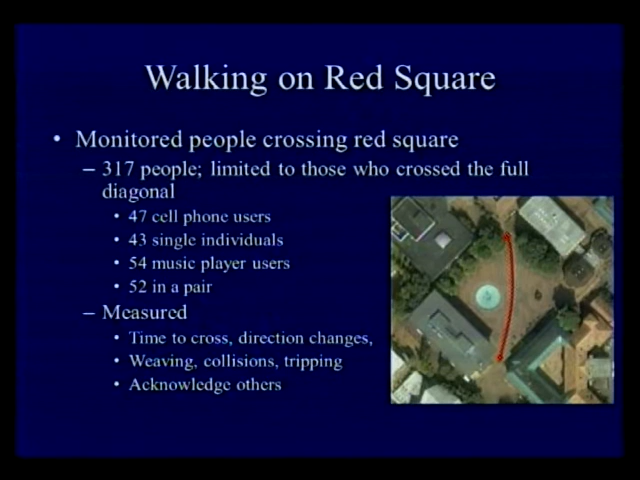 Walking on Red Square
• Monitored people crossing red square
– 317 people; limited to those who crossed the full
diagonal
• 47 cell phone users
• 43 single individuals
• 54 music player users
• 52 in a pair
– Measured
• Time to cross, direction changes,
• Weaving, collisions, tripping
• Acknowledge others